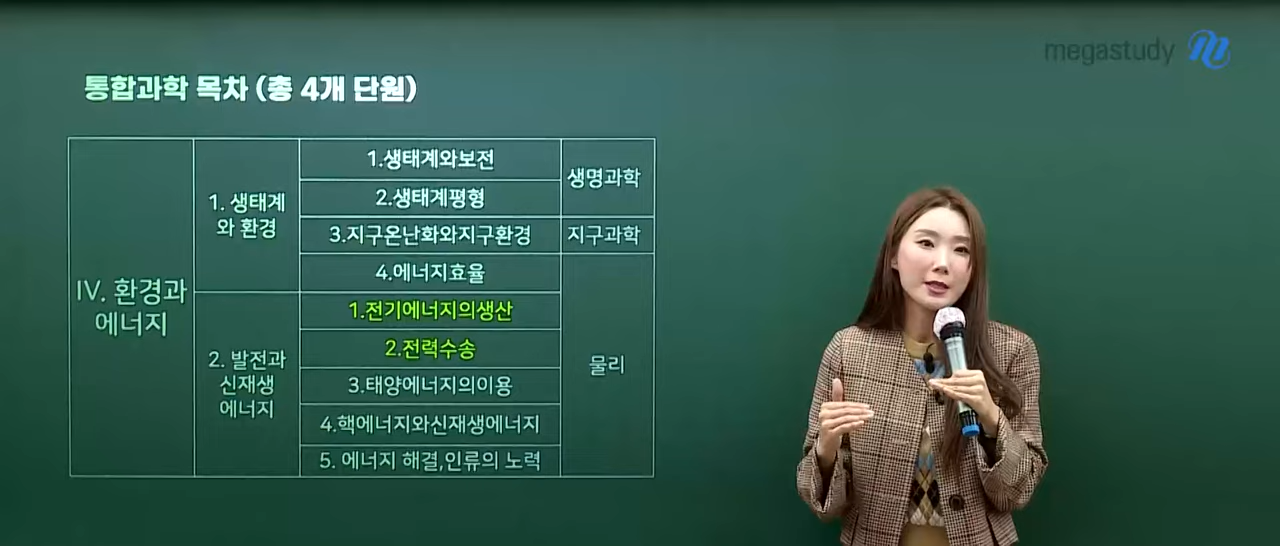 megastudy
통합과학 목차 (총 4개 단원)
IV. 환경과
에너지
1. 생태계
와 환경
1.생태계와보전
생명과학
2.생태계평형
3.지구온난화와지구환경
지구과학
4.에너지효율
물리
2. 발전과
신재생
에너지
1.전기에너지의생산
2.전력수송
3.태양에너지의이용
4.핵에너지와신재생에너지
5. 에너지 해결,인류의 노력